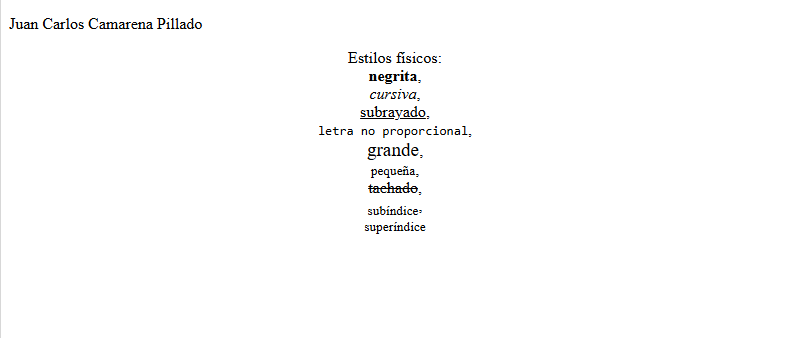 Juan Carlos Camarena Pillado
Estilos físicos:
negrita,
cursiva,
subrayado,
letra no proporcional,
grande,
pequeña,
tachado,
subíndice,
superíndice